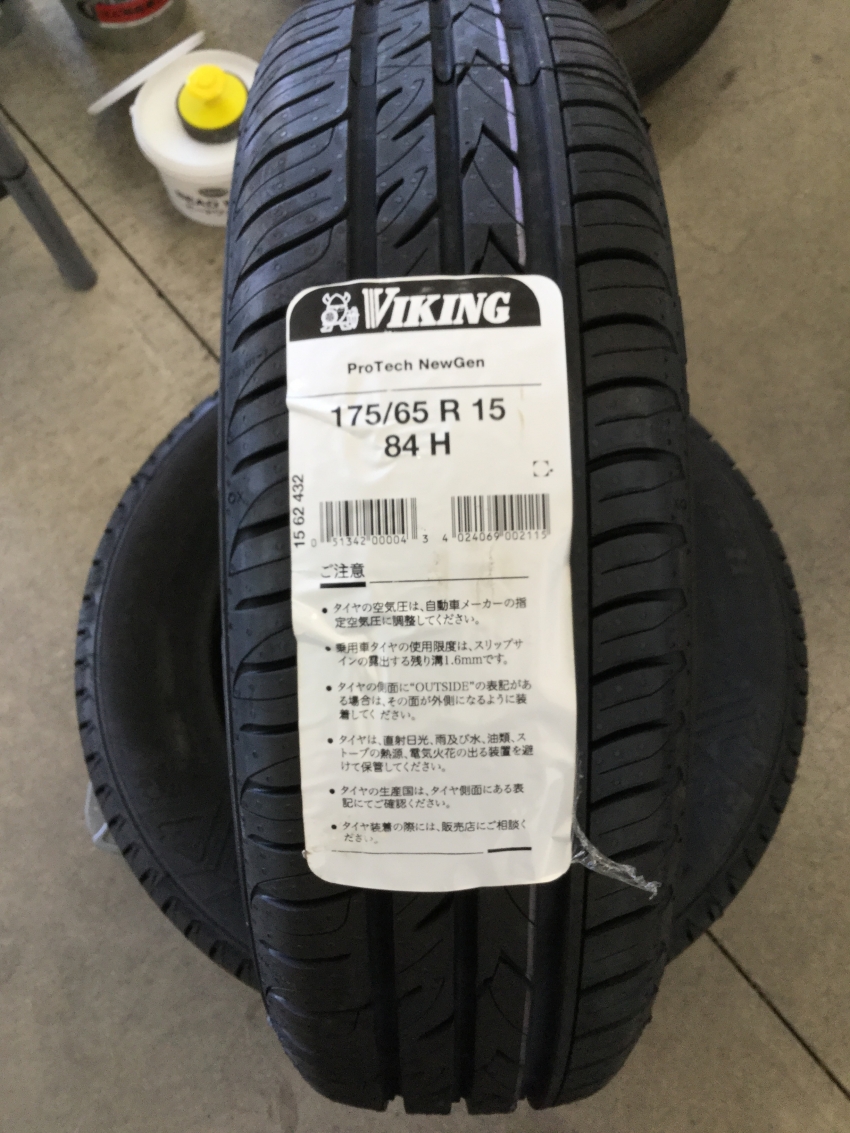 VIKING
ProTech NewGen
175/65 R 15
84 H
15 62 432
0 51342 00004 3
4 024069 002115
ご注意
● タイヤの空気圧は、自動車メーカーの指
定空気圧に調整してください。
● 乗用車タイヤの使用限度は、スリップサ
インの露出する残り溝1.6mmです。
● タイヤの側面に"OUTSIDE"の表記があ
る場合は、その面が外側になるように装
着してください。
● タイヤは、直射日光、雨及び水、油類、ス
トーブの熱源、電気火花の出る装置を避
けて保管してください。
● タイヤの生産国は、タイヤ側面にある表
記にてご確認ください。
● タイヤ装着の際には、販売店にご相談く
ださい。